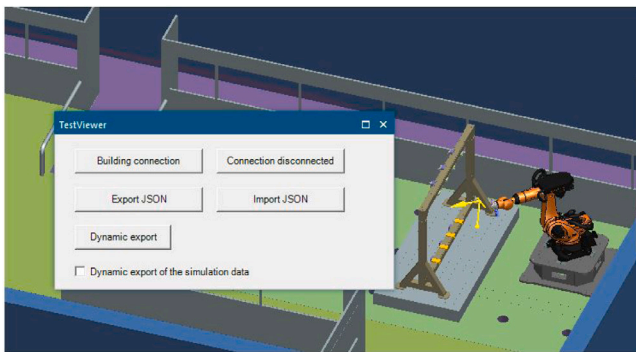 TestViewer
Building connection
Connection disconnected
Export JSON
Import JSON
Dynamic export
Dynamic export of the simulation data